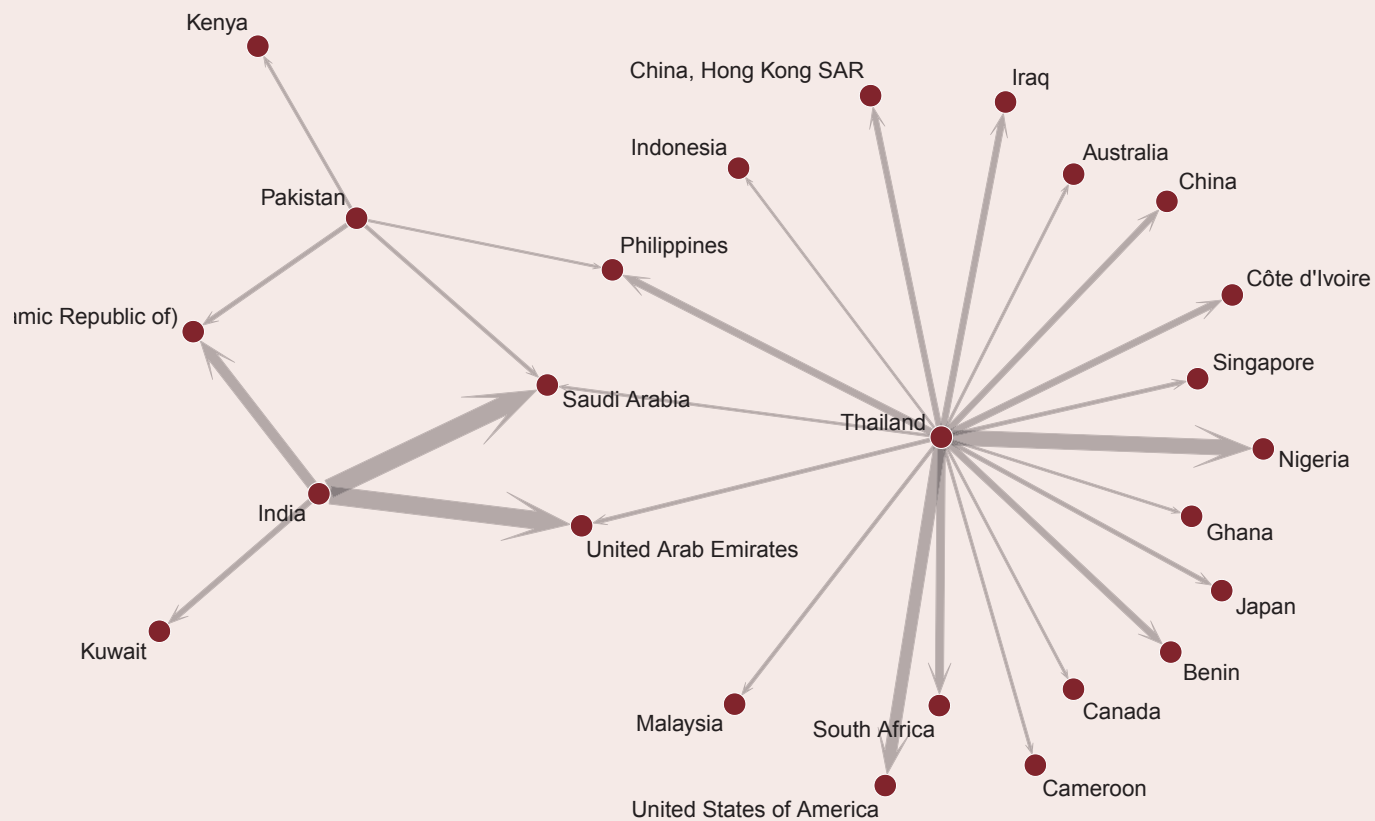 Kenya
China, Hong Kong SAR
Iraq
Indonesia
Australia
China
Pakistan
Philippines
Côte d'Ivoire
Republic of)
Singapore
Saudi Arabia
Thailand
Nigeria
India
Ghana
United Arab Emirates
Japan
Kuwait
Benin
Malaysia
Canada
South Africa
Cameroon
United States of America